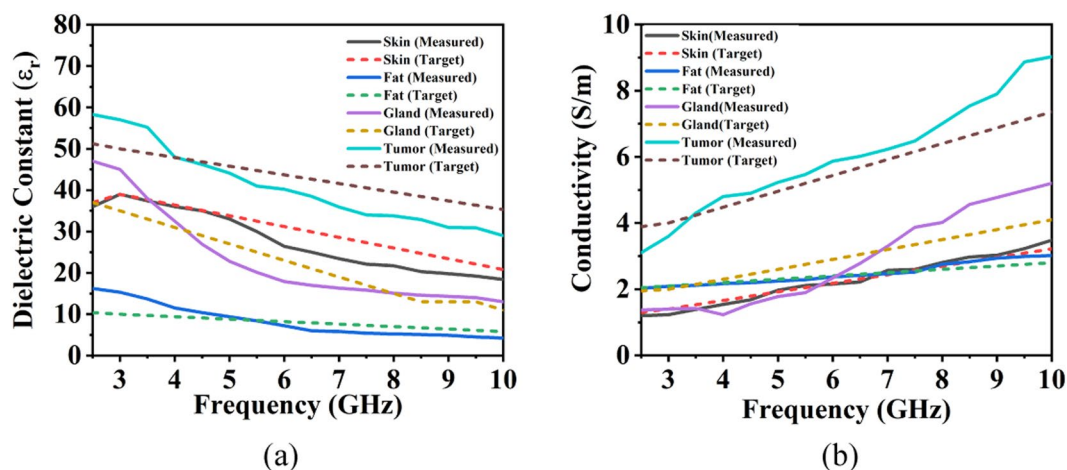 80
70
60
50
40
30
20
10
0
Dielectric Constant (εr)
Skin (Measured)
Skin (Target)
Fat (Measured)
Fat (Target)
Gland (Measured)
Gland (Target)
Tumor (Measured)
Tumor (Target)
3 4 5 6 7 8 9 10
Frequency (GHz)
(a)
10
8
6
4
2
0
Conductivity (S/m)
Skin(Measured)
Skin (Target)
Fat (Measured)
Fat (Target)
Gland(Measured)
Gland(Target)
Tumor (Measured)
Tumor (Target)
3 4 5 6 7 8 9 10
Frequency (GHz)
(b)